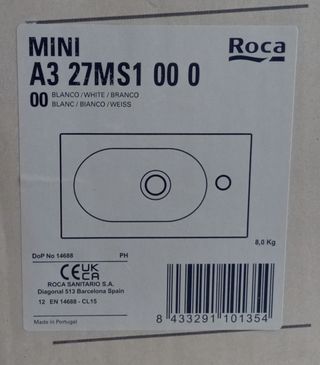 MINI
Roca
A3 27MS1 00 0
00 BLANCO/WHITE/BRANCO
BLANC/BIANCO/WEISS
8,0 Kg
DoP No 14688 PH
CE UK CA
ROCA SANITARIO S.A.
Diagonal 513 Barcelona Spain
12 EN 14688 - CL15
Made in Portugal
8 433291 101354